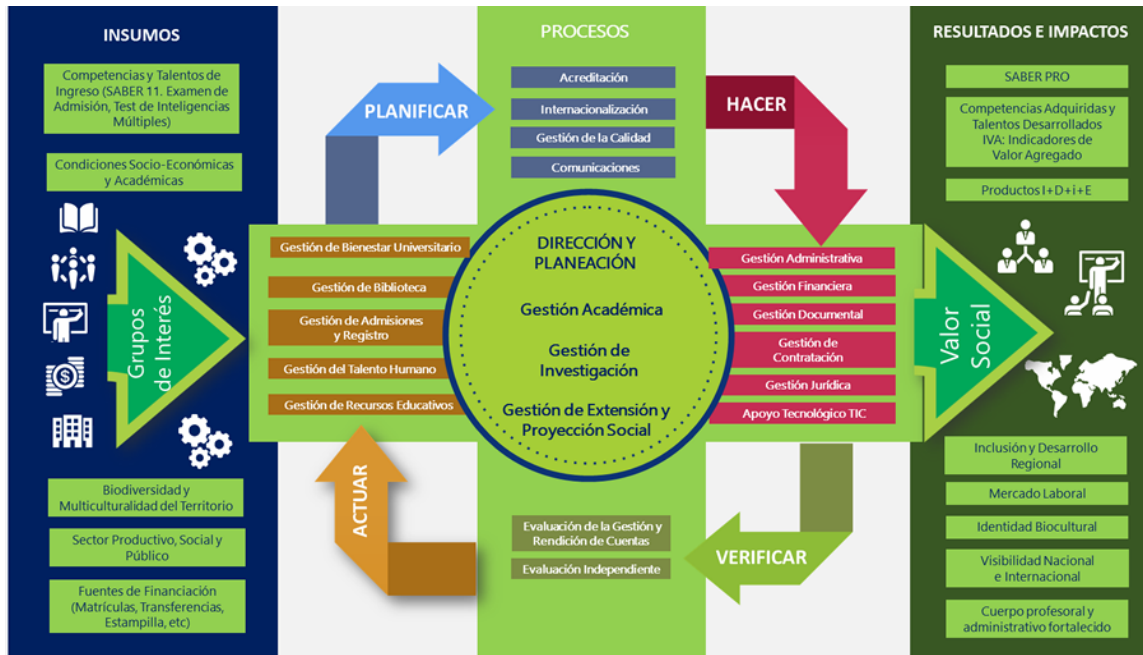 INSUMOS
Competencias y Talentos de
Ingreso (SABER 11. Examen de
Admisión, Test de Inteligencias
Múltiples)
Condiciones Socio-Económicas
y Académicas
Grupos
de Interés
Biodiversidad y
Multiculturalidad del Territorio
Sector Productivo, Social y
Público
Fuentes de Financiación
(Matrículas, Transferencias,
Estampilla, etc)
PLANIFICAR
PROCESOS
Acreditación
Internacionalización
Gestión de la Calidad
Comunicaciones
HACER
Gestión de Bienestar Universitario
Gestión de Biblioteca
Gestión de Admisiones
y Registro
Gestión del Talento Humano
Gestión de Recursos Educativos
DIRECCIÓN Y
PLANEACIÓN
Gestión Académica
Gestión de
Investigación
Gestión de Extensión y
Proyección Social
Gestión Administrativa
Gestión Financiera
Gestión Documental
Gestión de
Contratación
Gestión Jurídica
Apoyo Tecnológico TIC
ACTUAR
Evaluación de la Gestión y
Rendición de Cuentas
Evaluación Independiente
VERIFICAR
RESULTADOS E IMPACTOS
SABER PRO
Competencias Adquiridas y
Talentos Desarrollados
IVA: Indicadores de
Valor Agregado
Productos I+D+i+E
Valor
Social
Inclusión y Desarrollo
Regional
Mercado Laboral
Identidad Biocultural
Visibilidad Nacional
e Internacional
Cuerpo profesoral y
administrativo fortalecido